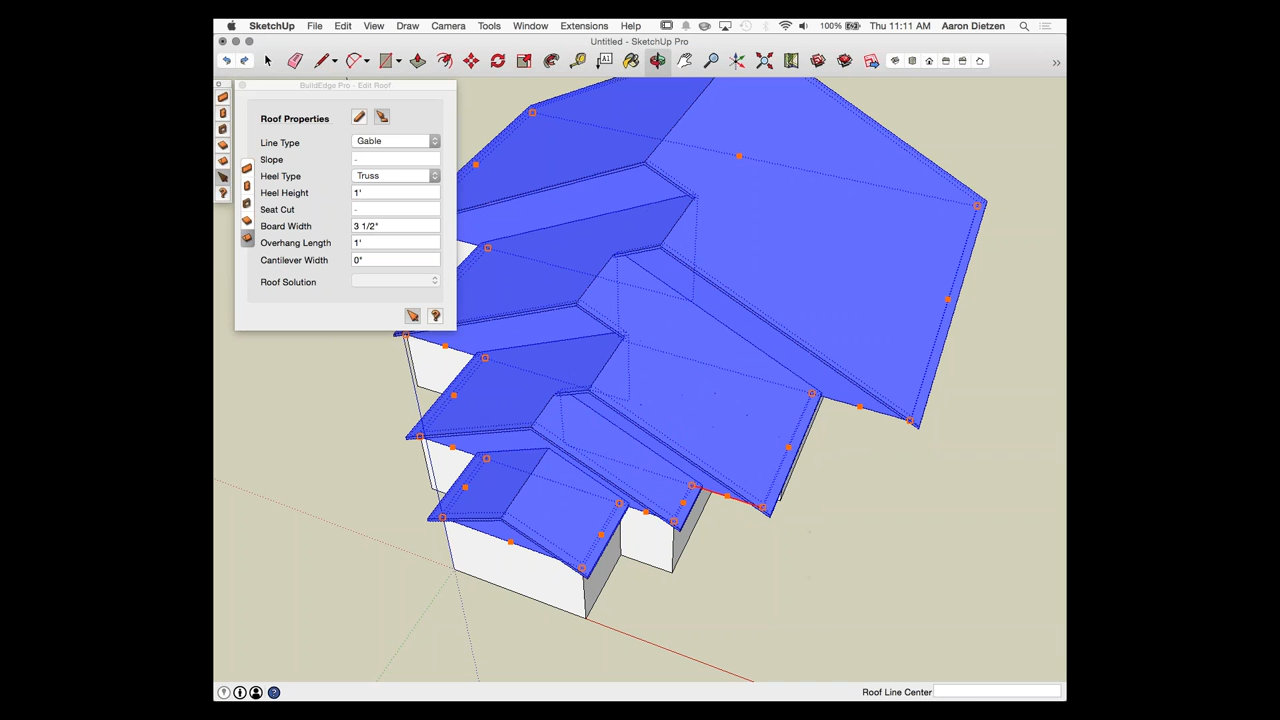 SketchUp File Edit View Draw Camera Tools Window Extensions Help 100% Thu 11:11 AM Aaron Dietzen
Untitled - SketchUp Pro
A1
BuildEdge Pro - Edit Roof
Roof Properties
Line Type Gable
Slope -
Heel Type Truss
Heel Height 1'
Seat Cut -
Board Width 3 1/2"
Overhang Length 1'
Cantilever Width 0"
Roof Solution
Roof Line Center